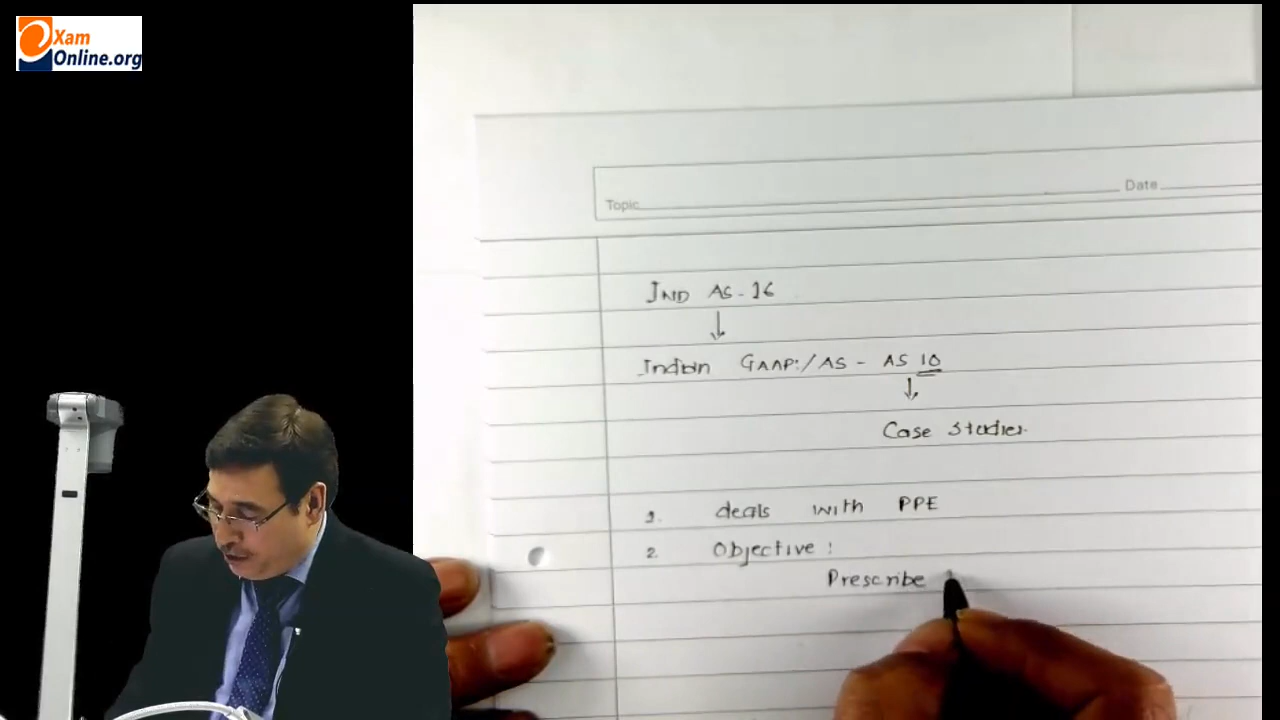 Xam
Online.org
Topic
Date
IND AS-16
Indian GAAP:/AS - AS 10
Case Studies.
1. deals with PPE
2. Objective :
Prescribe